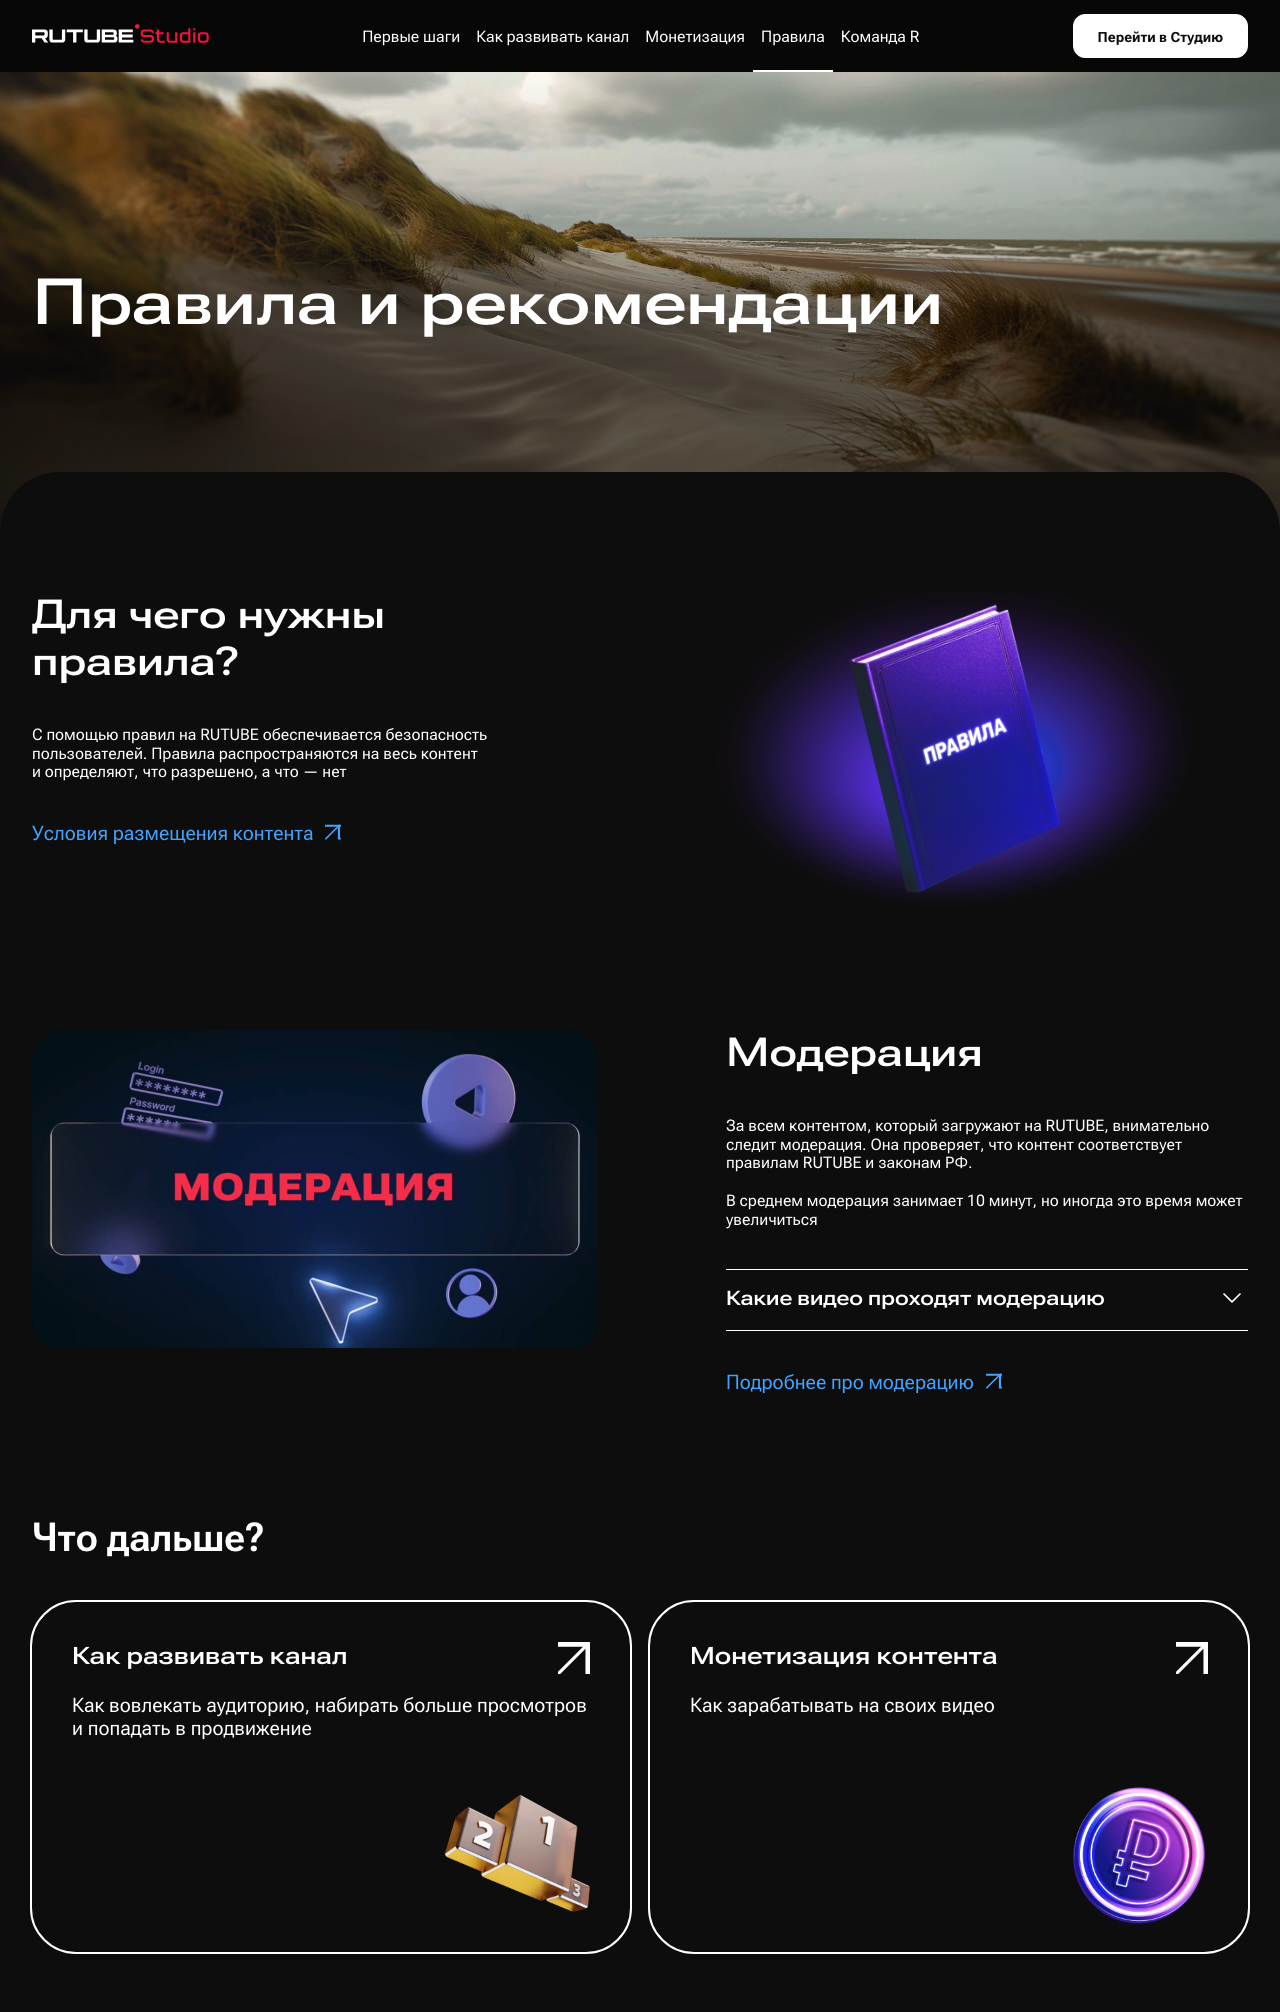 RUTUBE Studio
Первые шаги
Как развивать канал
Монетизация
Правила
Команда R
Перейти в Студию
Правила и рекомендации
Для чего нужны
правила?
С помощью правил на RUTUBE обеспечивается безопасность
пользователей. Правила распространяются на весь контент
и определяют, что разрешено, а что — нет
Условия размещения контента
ПРАВИЛА
Login
********
Password
******
МОДЕРАЦИЯ
Модерация
За всем контентом, который загружают на RUTUBE, внимательно
следит модерация. Она проверяет, что контент соответствует
правилам RUTUBE и законам РФ.
В среднем модерация занимает 10 минут, но иногда это время может
увеличиться
Какие видео проходят модерацию
Подробнее про модерацию
Что дальше?
Как развивать канал
Как вовлекать аудиторию, набирать больше просмотров
и попадать в продвижение
2
1
3
Монетизация контента
Как зарабатывать на своих видео
₽